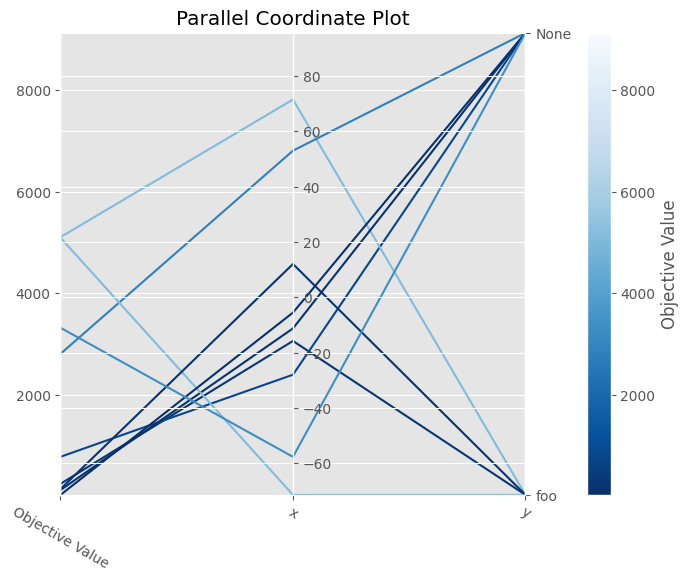 Parallel Coordinate Plot
None
8000
80
8000
60
6000
40
6000
20
4000
0
4000
−20
2000
−40
2000
−60
foo
Objective Value
x
y
Objective Value